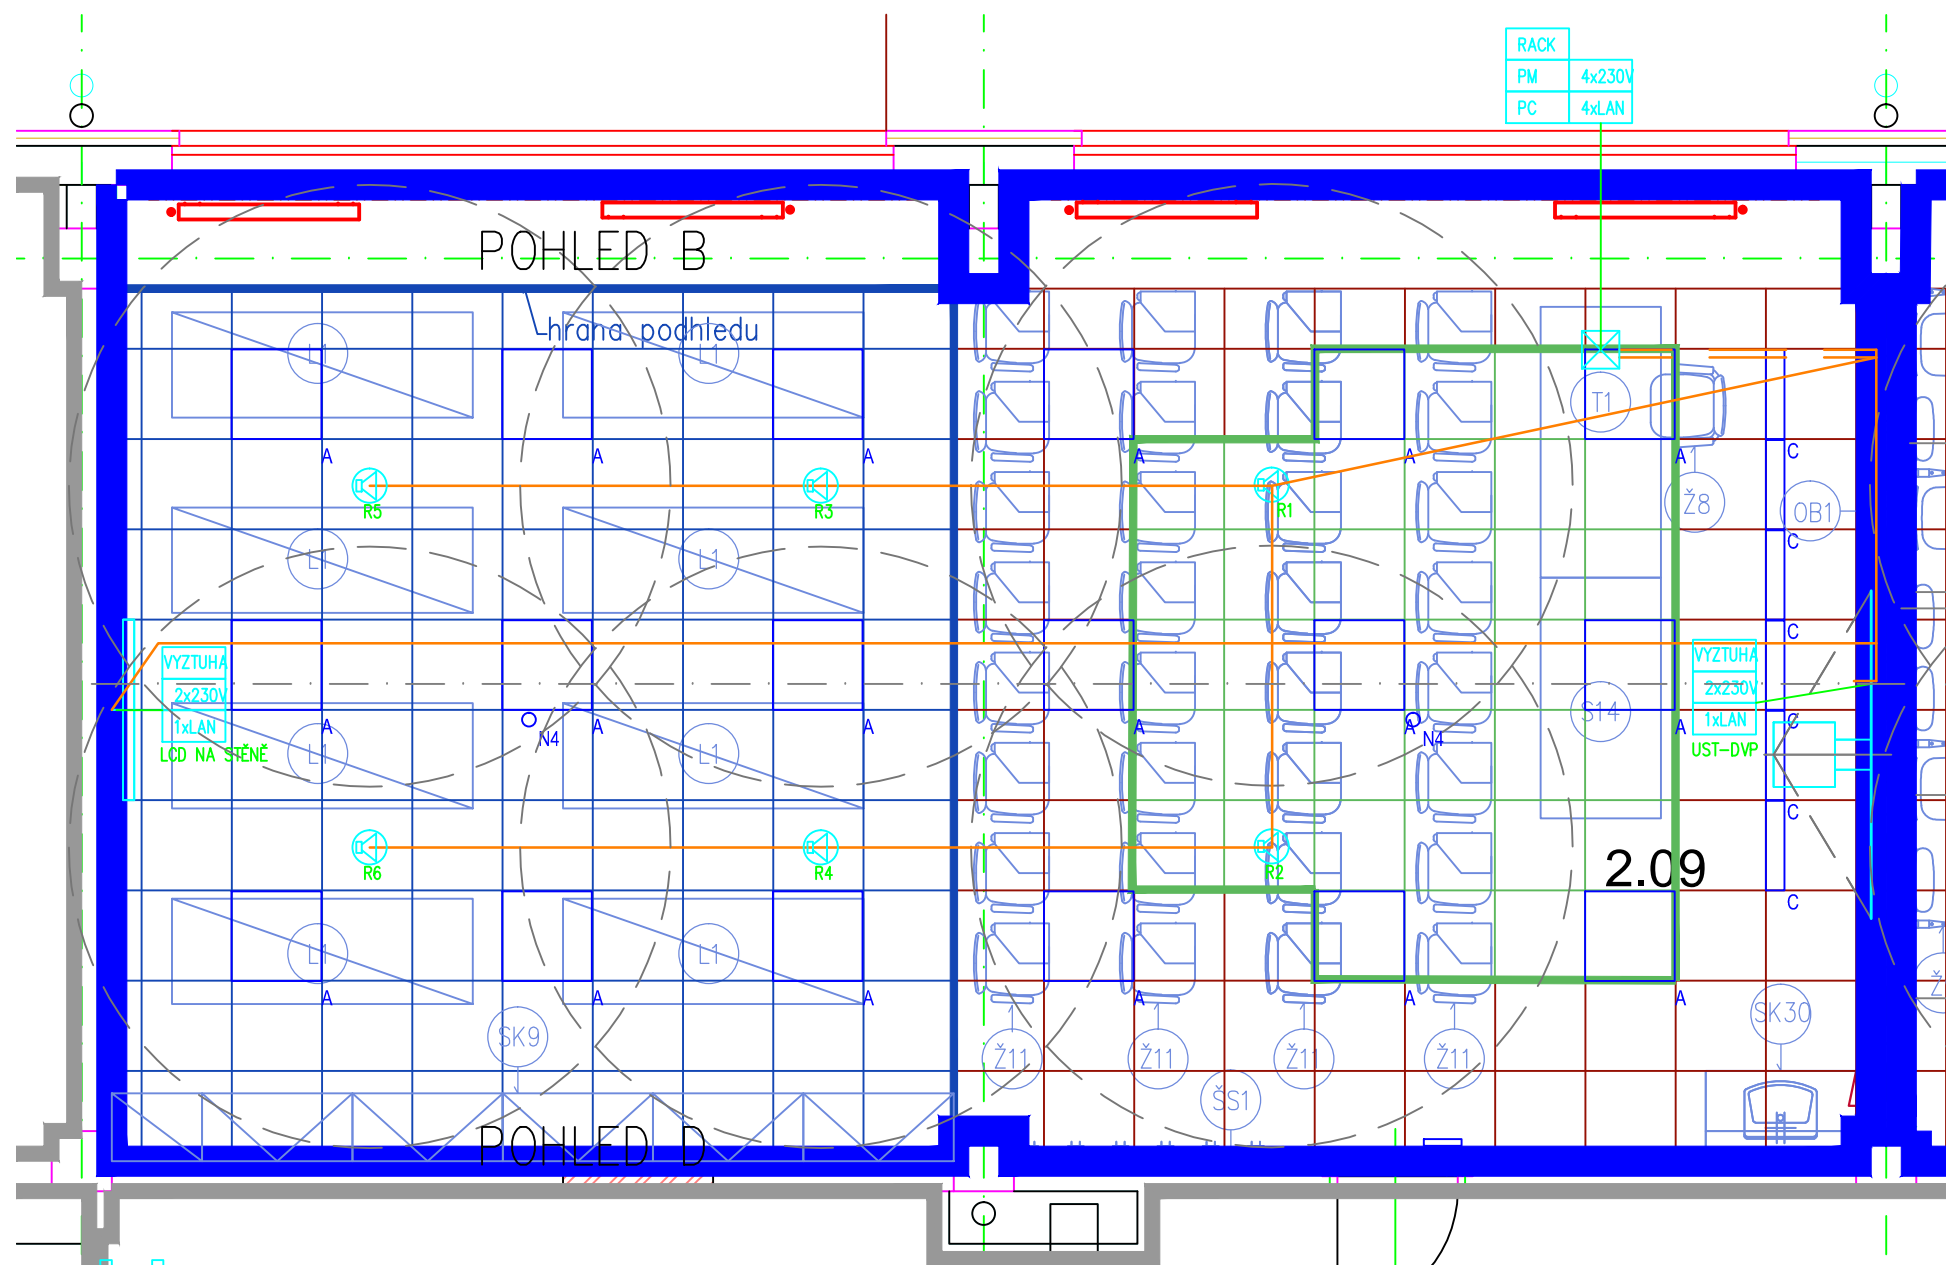 RACK
PM 4x230V
PC 4xLAN
POHLED B
hrana podhledu
L1 L1
T1
A A A A A A C
R5 R3 R1 Ž8 OB1
C
L1 L1
C
VYZTUHA VYZTUHA
2x230V 2x230V
1xLAN 1xLAN
S14
A A A A A A C
N4 N4
LCD NA STĚNĚ UST-DVP
L1 L1
C
R6 R4 R2 2.09
C
L1 L1
A A A A A A
SK9 SK30
Ž11 Ž11 Ž11 Ž11
ŠS1
POHLED D